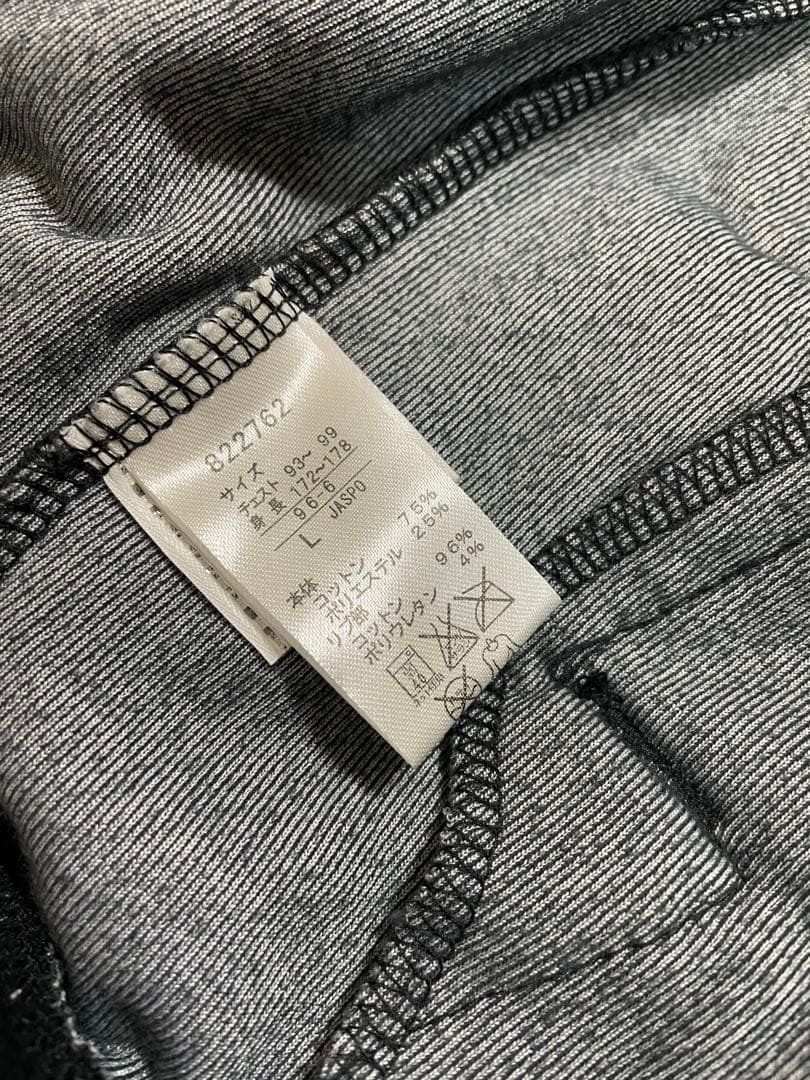 822762
サイズ
チェスト 93～ 99
身長 172～178
96-6
L JASPO
本体
コットン 75%
ポリエステル 25%
リブ部
コットン 96%
ポリウレタン 4%